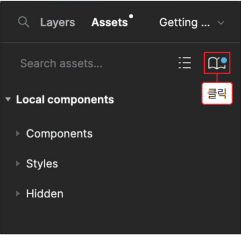 Layers Assets Getting ...
Search assets...
클릭
Local components
Components
Styles
Hidden